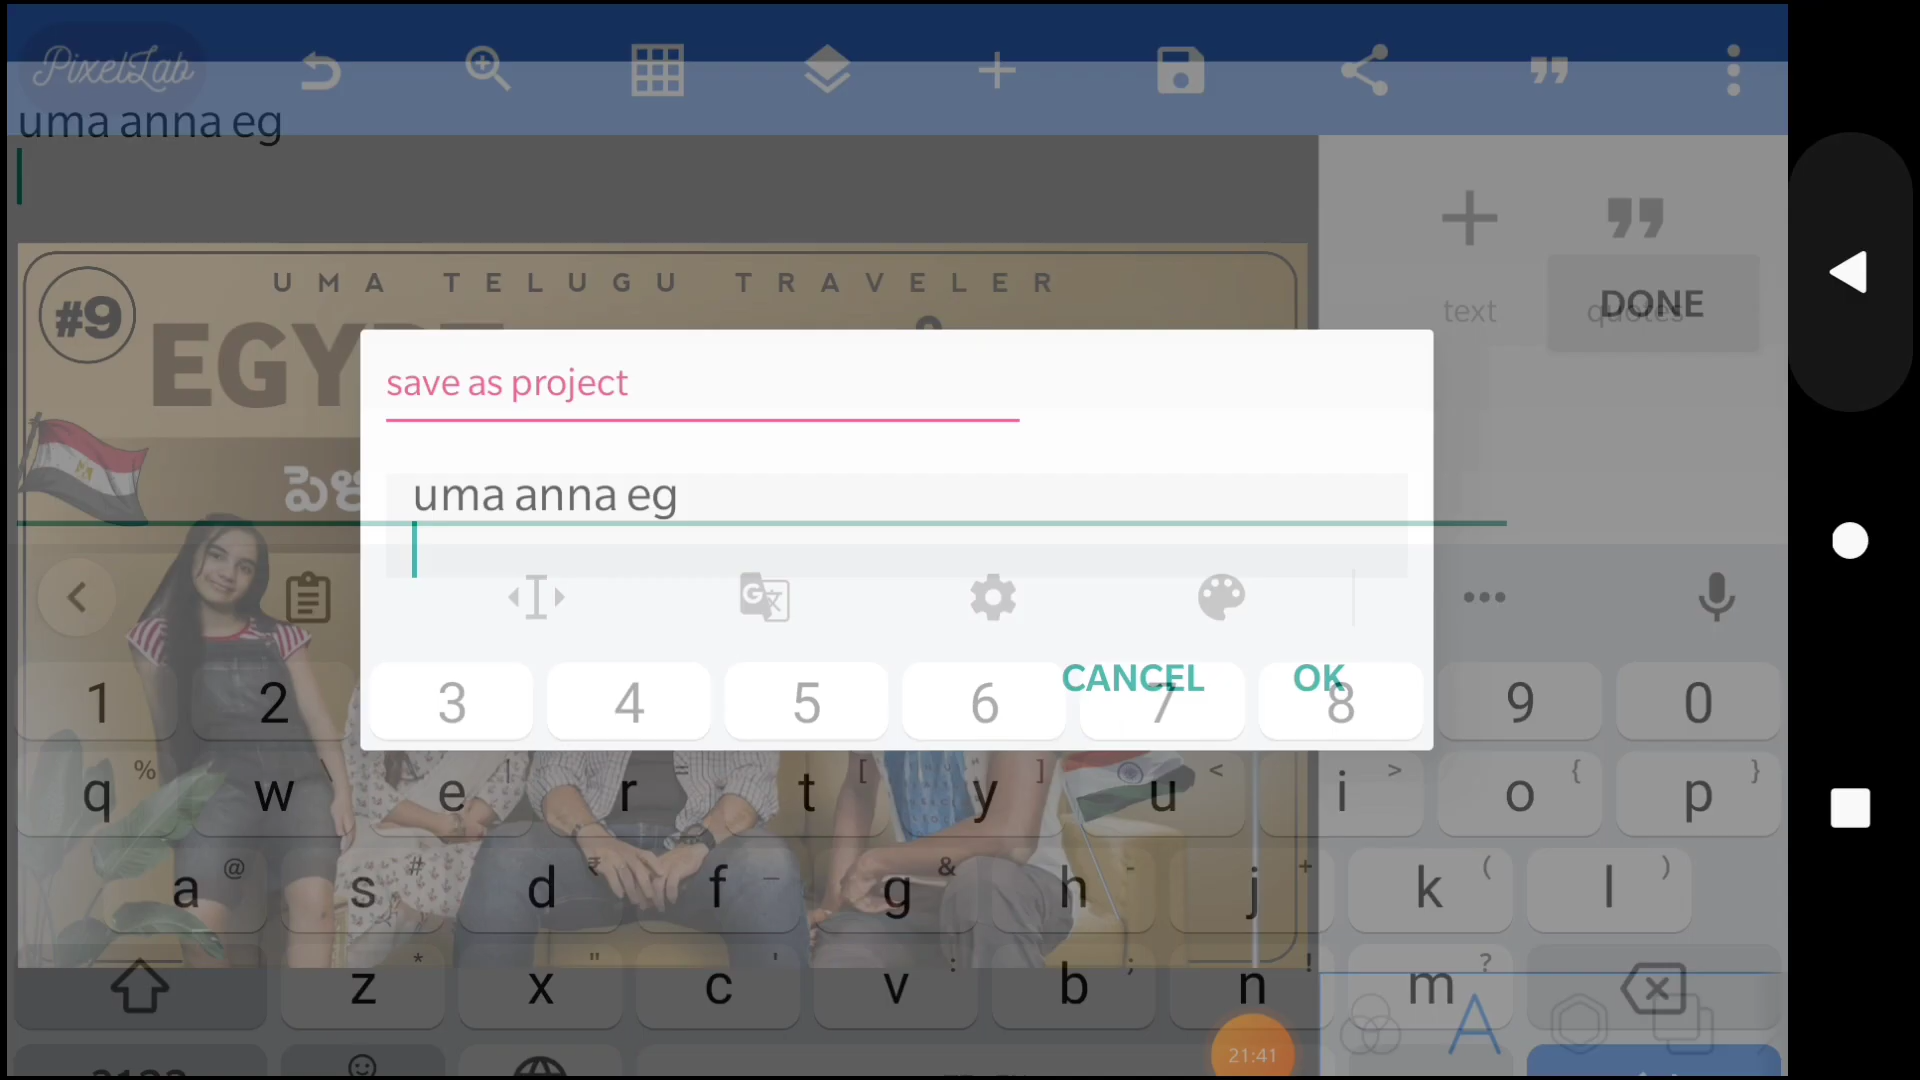 PixelLab
uma anna eg
UMA TELUGU TRAVELER
#9
text
quotes
DONE
save as project
uma anna eg
CANCEL
OK
1 2 3 4 5 6 7 8 9 0
q w e r t y u i o p
a s d f g h j k l
z x c v b n m
21:41